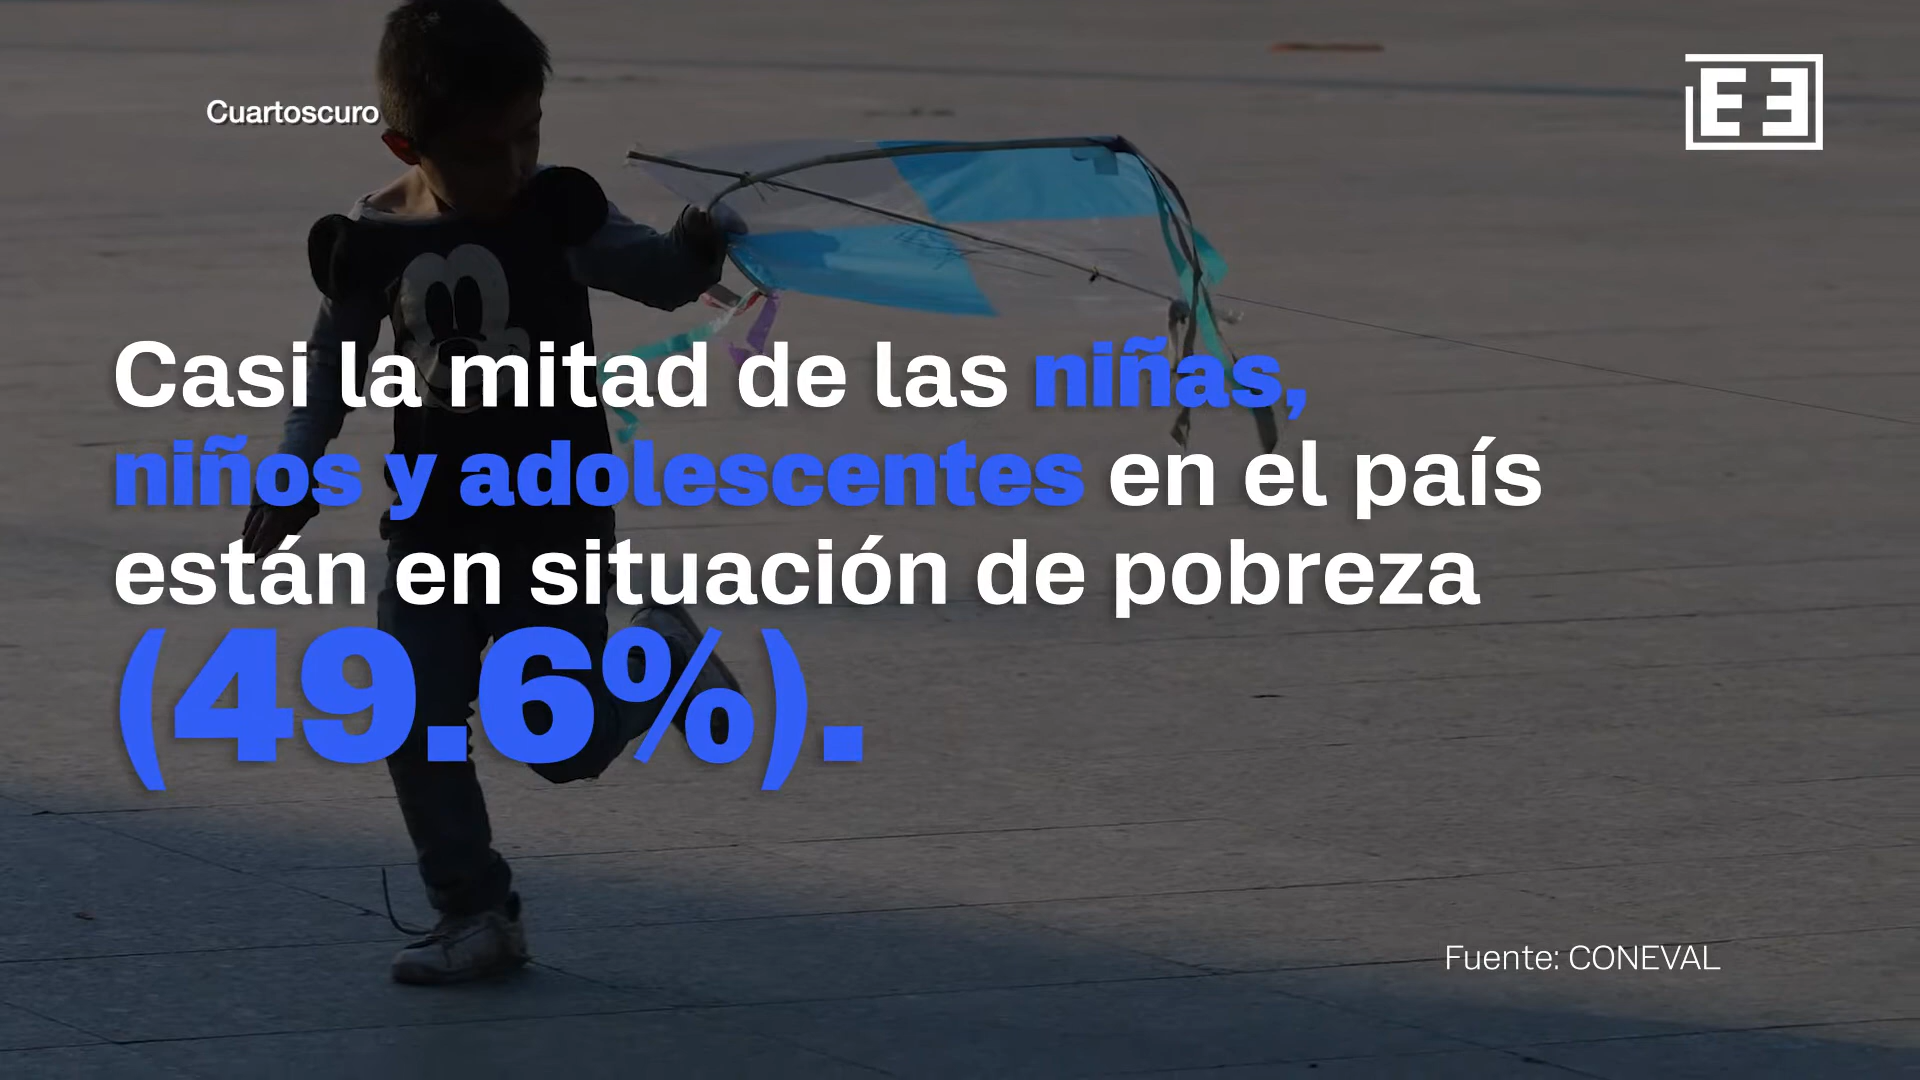 Cuartoscuro
EE
Casi la mitad de las niñas,
niños y adolescentes en el país
están en situación de pobreza
(49.6%).
Fuente: CONEVAL